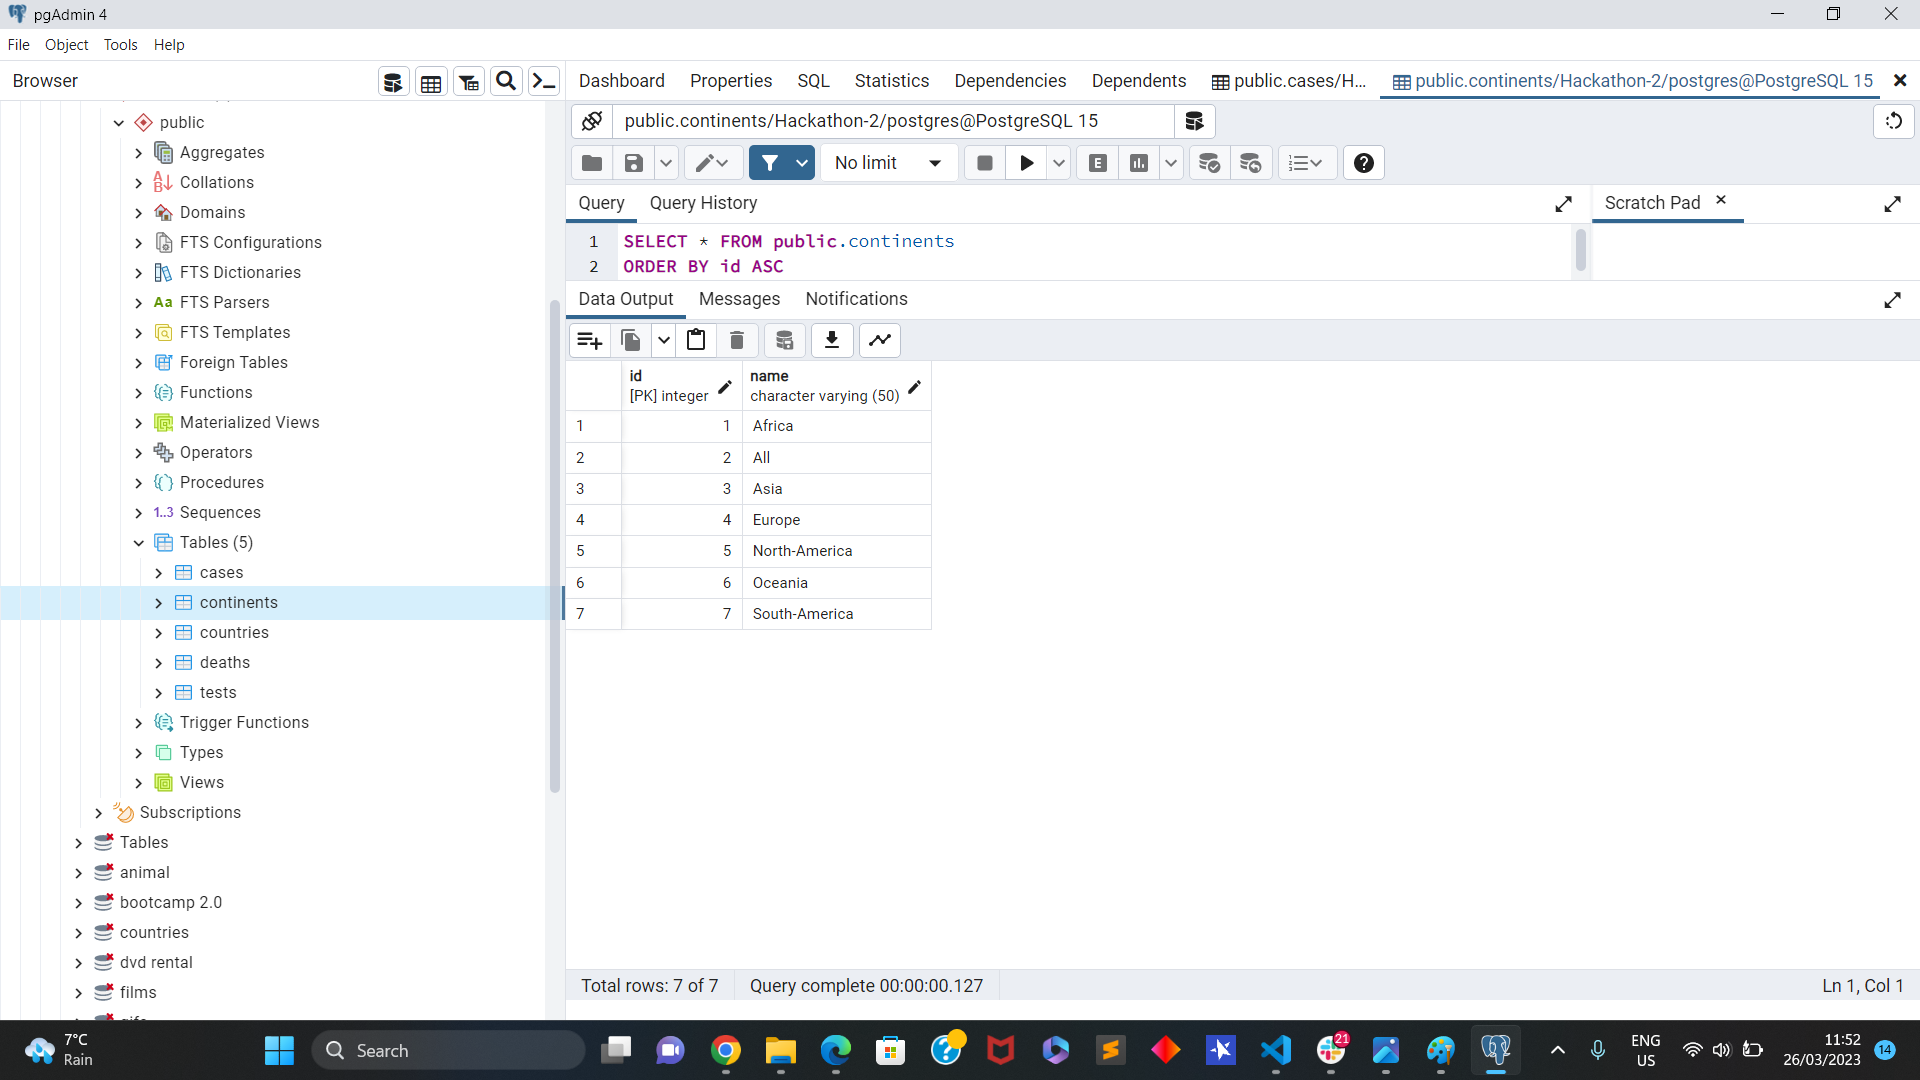 pgAdmin 4
File Object Tools Help
Browser
Dashboard Properties SQL Statistics Dependencies Dependents public.cases/H... public.continents/Hackathon-2/postgres@PostgreSQL 15
public.continents/Hackathon-2/postgres@PostgreSQL 15
No limit
E
Query Query History
Scratch Pad
1 SELECT * FROM public.continents
2 ORDER BY id ASC
Data Output Messages Notifications
id
[PK] integer
name
character varying (50)
1 1 Africa
2 2 All
3 3 Asia
4 4 Europe
5 5 North-America
6 6 Oceania
7 7 South-America
Total rows: 7 of 7 Query complete 00:00:00.127 Ln 1, Col 1
public
Aggregates
Collations
Domains
FTS Configurations
FTS Dictionaries
Aa FTS Parsers
FTS Templates
Foreign Tables
Functions
Materialized Views
Operators
Procedures
1..3 Sequences
Tables (5)
cases
continents
countries
deaths
tests
Trigger Functions
Types
Views
Subscriptions
Tables
animal
bootcamp 2.0
countries
dvd rental
films
7°C
Rain
Search
21
ENG
US
11:52
26/03/2023
14